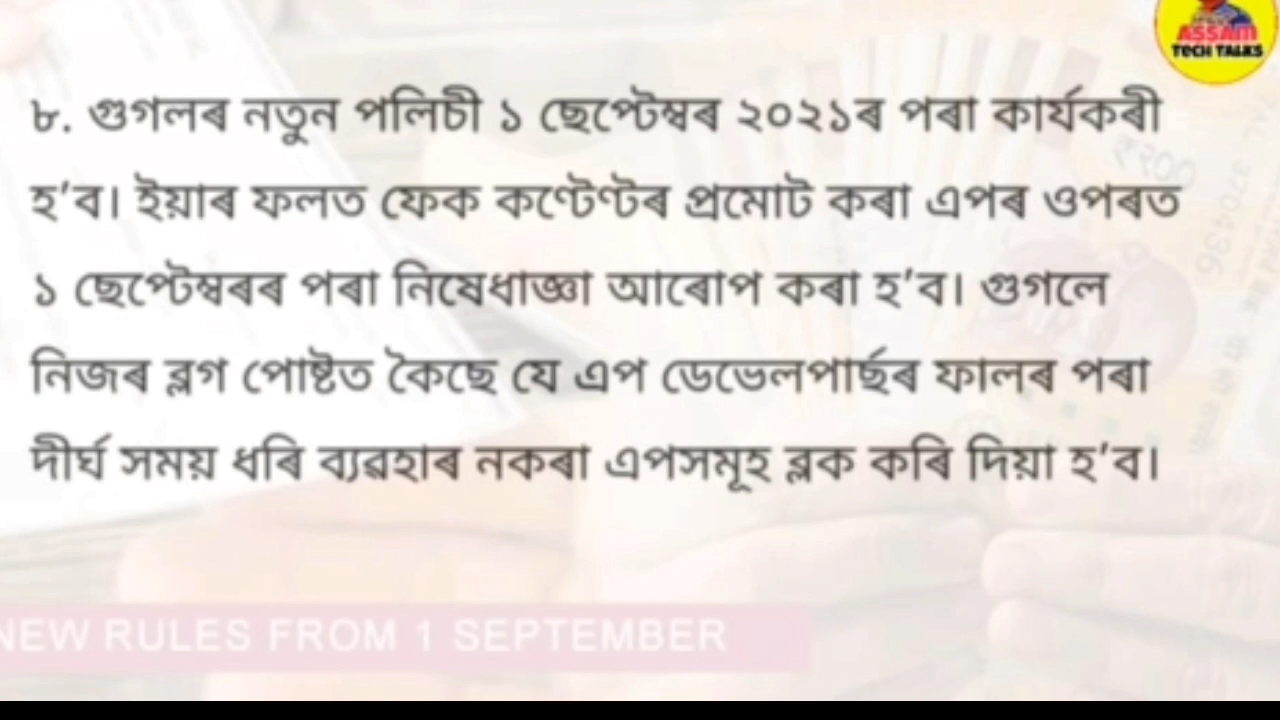 ASSAM
TECH TALKS
৮. গুগলৰ নতুন পলিচী ১ ছেপ্টেম্বৰ ২০২১ৰ পৰা কাৰ্যকৰী
হ’ব। ইয়াৰ ফলত ফেক কণ্টেণ্টৰ প্ৰমোট কৰা এপৰ ওপৰত
১ ছেপ্টেম্বৰৰ পৰা নিষেধাজ্ঞা আৰোপ কৰা হ’ব। গুগলে
নিজৰ ব্লগ পোষ্টত কৈছে যে এপ ডেভেলপাৰ্ছৰ ফালৰ পৰা
দীৰ্ঘ সময় ধৰি ব্যৱহাৰ নকৰা এপসমূহ ব্লক কৰি দিয়া হ’ব।
NEW RULES FROM 1 SEPTEMBER